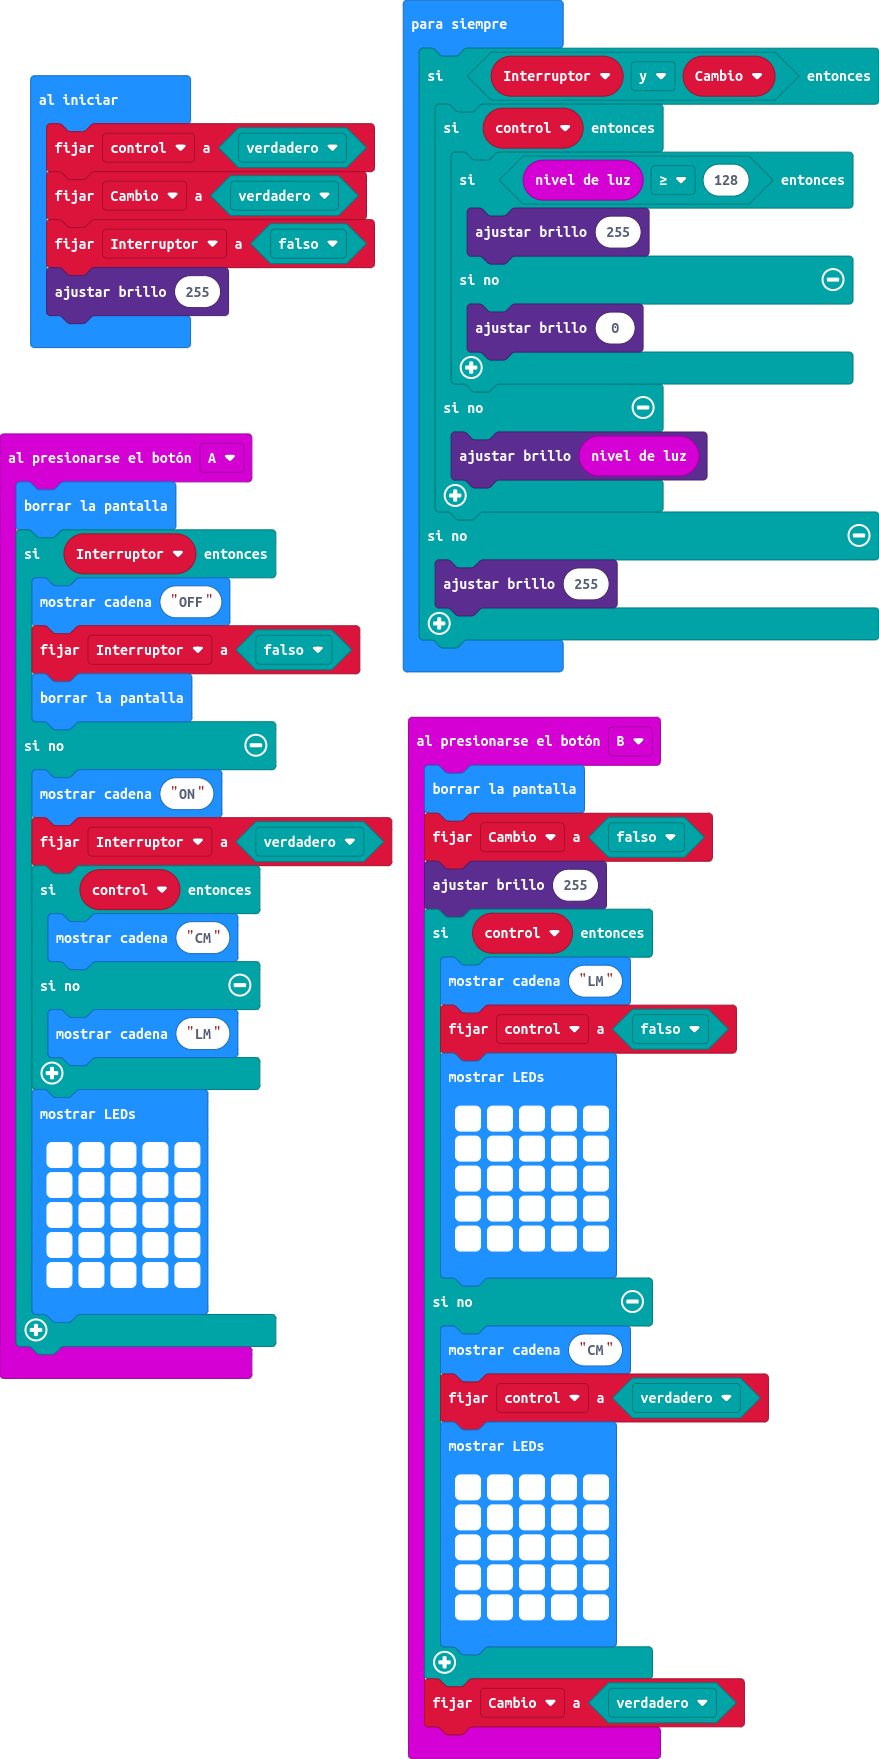 al iniciar
fijar control a verdadero
fijar Cambio a verdadero
fijar Interruptor a falso
ajustar brillo 255
para siempre
si Interruptor y Cambio entonces
si control entonces
si nivel de luz ≥ 128 entonces
ajustar brillo 255
si no
ajustar brillo 0
si no
ajustar brillo nivel de luz
si no
ajustar brillo 255
al presionarse el botón A
borrar la pantalla
si Interruptor entonces
mostrar cadena "OFF"
fijar Interruptor a falso
borrar la pantalla
si no
mostrar cadena "ON"
fijar Interruptor a verdadero
si control entonces
mostrar cadena "CM"
si no
mostrar cadena "LM"
mostrar LEDs
al presionarse el botón B
borrar la pantalla
fijar Cambio a falso
ajustar brillo 255
si control entonces
mostrar cadena "LM"
fijar control a falso
mostrar LEDs
si no
mostrar cadena "CM"
fijar control a verdadero
mostrar LEDs
fijar Cambio a verdadero